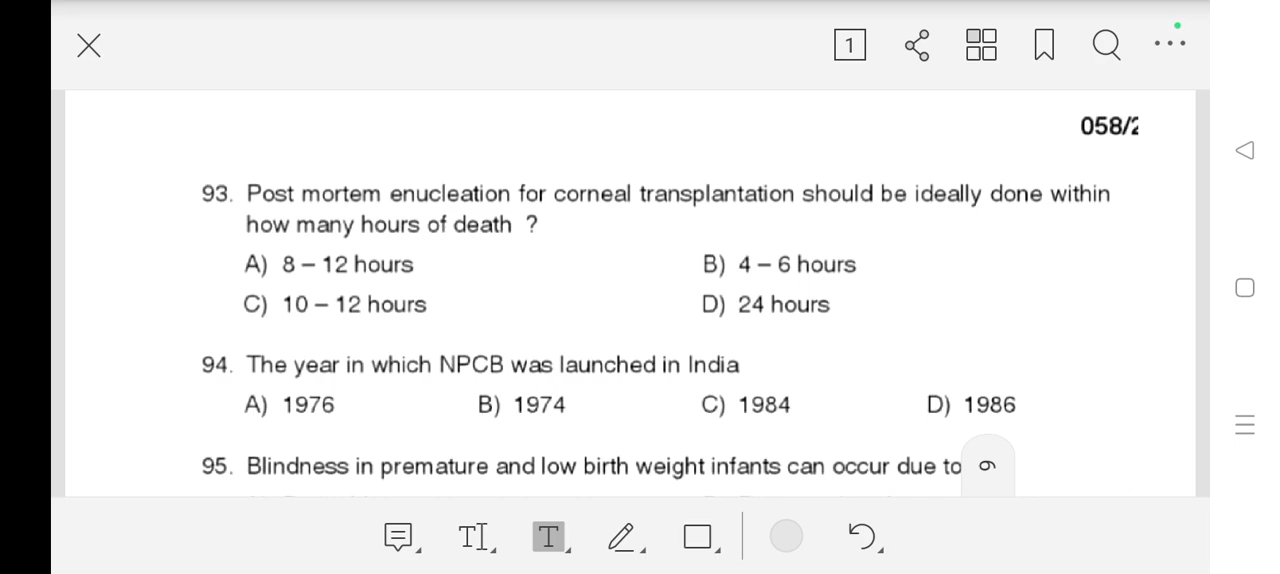 1
058/2
93. Post mortem enucleation for corneal transplantation should be ideally done within
how many hours of death ?
A) 8 – 12 hours B) 4 – 6 hours
C) 10 – 12 hours D) 24 hours
94. The year in which NPCB was launched in India
A) 1976 B) 1974 C) 1984 D) 1986
95. Blindness in premature and low birth weight infants can occur due to